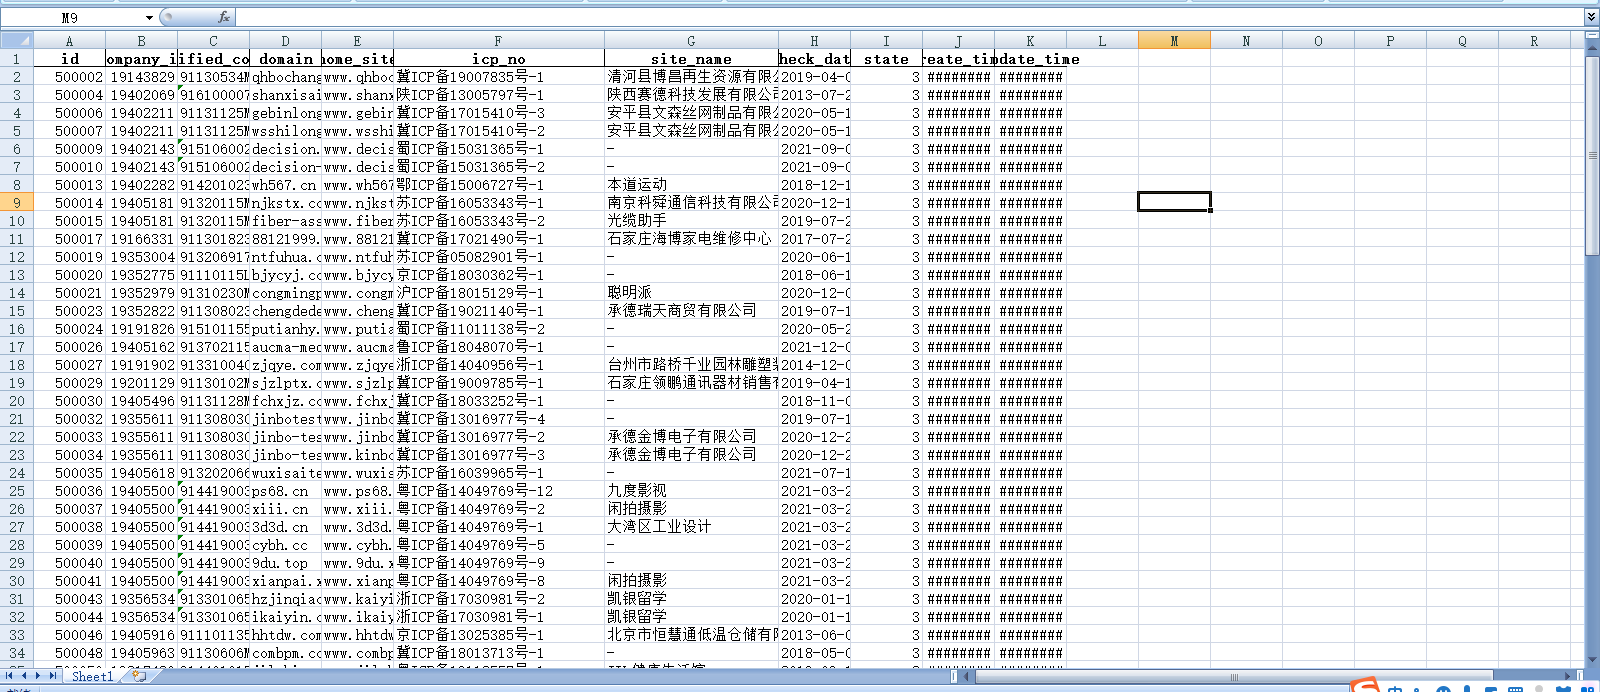 M9 fx
A B C D E F G H I J K L M N O P Q R
1 id ompany_i ified_co domain ome_site icp_no site_name heck_dat state reate_tim pdate_time
2 500002 19143829 91130534M qhbochang www.qhboc 冀ICP备19007835号-1 清河县博昌再生资源有限公 2019-04-0 3 ######## ########
3 500004 19402069 916100007 shanxisai www.shanx 陕ICP备13005797号-1 陕西赛德科技发展有限公司 2013-07-2 3 ######## ########
4 500006 19402211 91131125M gebinlong www.gebin 冀ICP备17015410号-3 安平县文森丝网制品有限公 2020-05-1 3 ######## ########
5 500007 19402211 91131125M wsshilong www.wsshi 冀ICP备17015410号-2 安平县文森丝网制品有限公 2020-05-1 3 ######## ########
6 500009 19402143 915106002 decision. www.decis 蜀ICP备15031365号-1 - 2021-09-0 3 ######## ########
7 500010 19402143 915106002 decision- www.decis 蜀ICP备15031365号-2 - 2021-09-0 3 ######## ########
8 500013 19402282 914201023 wh567.cn www.wh567 鄂ICP备15006727号-1 本道运动 2018-12-1 3 ######## ########
9 500014 19405181 91320115M njkstx.co www.njkst 苏ICP备16053343号-1 南京科舜通信科技有限公司 2020-12-1 3 ######## ########
10 500015 19405181 91320115M fiber-ass www.fiber 苏ICP备16053343号-2 光缆助手 2019-07-2 3 ######## ########
11 500017 19166331 911301823 88121999. www.88121 冀ICP备17021490号-1 石家庄海博家电维修中心 2017-07-2 3 ######## ########
12 500019 19353004 913206917 ntfuhua.c www.ntfuh 苏ICP备05082901号-1 - 2020-06-1 3 ######## ########
13 500020 19352775 91110115L bjycyj.co www.bjycy 京ICP备18030362号-1 - 2018-06-1 3 ######## ########
14 500021 19352979 91310230M congmingp www.congm 沪ICP备18015129号-1 聪明派 2020-12-0 3 ######## ########
15 500023 19352822 911308023 chengdede www.cheng 冀ICP备19021140号-1 承德瑞天商贸有限公司 2019-07-1 3 ######## ########
16 500024 19191826 915101155 putianhy. www.putia 蜀ICP备11011138号-2 - 2020-05-2 3 ######## ########
17 500026 19405162 913702115 aucma-med www.aucma 鲁ICP备18048070号-1 - 2021-12-0 3 ######## ########
18 500027 19191902 91331004C zjqye.com www.zjqye 浙ICP备14040956号-1 台州市路桥千业园林雕塑装 2014-12-0 3 ######## ########
19 500029 19201129 91130102M sjzlptx.c www.sjzlp 冀ICP备19009785号-1 石家庄领鹏通讯器材销售有 2019-04-1 3 ######## ########
20 500030 19405496 91131128M fchxjz.cc www.fchxj 冀ICP备18033252号-1 - 2018-11-0 3 ######## ########
21 500032 19355611 911308030 jinbotest www.jinbo 冀ICP备13016977号-4 - 2019-07-1 3 ######## ########
22 500033 19355611 911308030 jinbo-tes www.jinbo 冀ICP备13016977号-2 承德金博电子有限公司 2020-12-2 3 ######## ########
23 500034 19355611 911308030 jinbo-tes www.kinbo 冀ICP备13016977号-3 承德金博电子有限公司 2020-12-2 3 ######## ########
24 500035 19405618 913202066 wuxisaite www.wuxis 苏ICP备16039965号-1 - 2021-07-1 3 ######## ########
25 500036 19405500 914419003 ps68.cn www.ps68. 粤ICP备14049769号-12 九度影视 2021-03-2 3 ######## ########
26 500037 19405500 914419003 xiii.cn www.xiii. 粤ICP备14049769号-2 闲拍摄影 2021-03-2 3 ######## ########
27 500038 19405500 914419003 3d3d.cn www.3d3d. 粤ICP备14049769号-1 大湾区工业设计 2021-03-2 3 ######## ########
28 500039 19405500 914419003 cybh.cc www.cybh. 粤ICP备14049769号-5 - 2021-03-2 3 ######## ########
29 500040 19405500 914419003 9du.top www.9du.x 粤ICP备14049769号-9 - 2021-03-2 3 ######## ########
30 500041 19405500 914419003 xianpai.x www.xianp 粤ICP备14049769号-8 闲拍摄影 2021-03-2 3 ######## ########
31 500043 19356534 913301065 hzjinqiao www.kaiyi 浙ICP备17030981号-2 凯银留学 2020-01-1 3 ######## ########
32 500044 19356534 913301065 ikaiyin.c www.ikaiy 浙ICP备17030981号-1 凯银留学 2020-01-1 3 ######## ########
33 500046 19405916 911101135 hhtdw.com www.hhtdw 京ICP备13025385号-1 北京市恒慧通低温仓储有限 2013-06-0 3 ######## ########
34 500048 19405963 91130606M combpm.cc www.combp 冀ICP备18013713号-1 - 2018-05-0 3 ######## ########
Sheet1